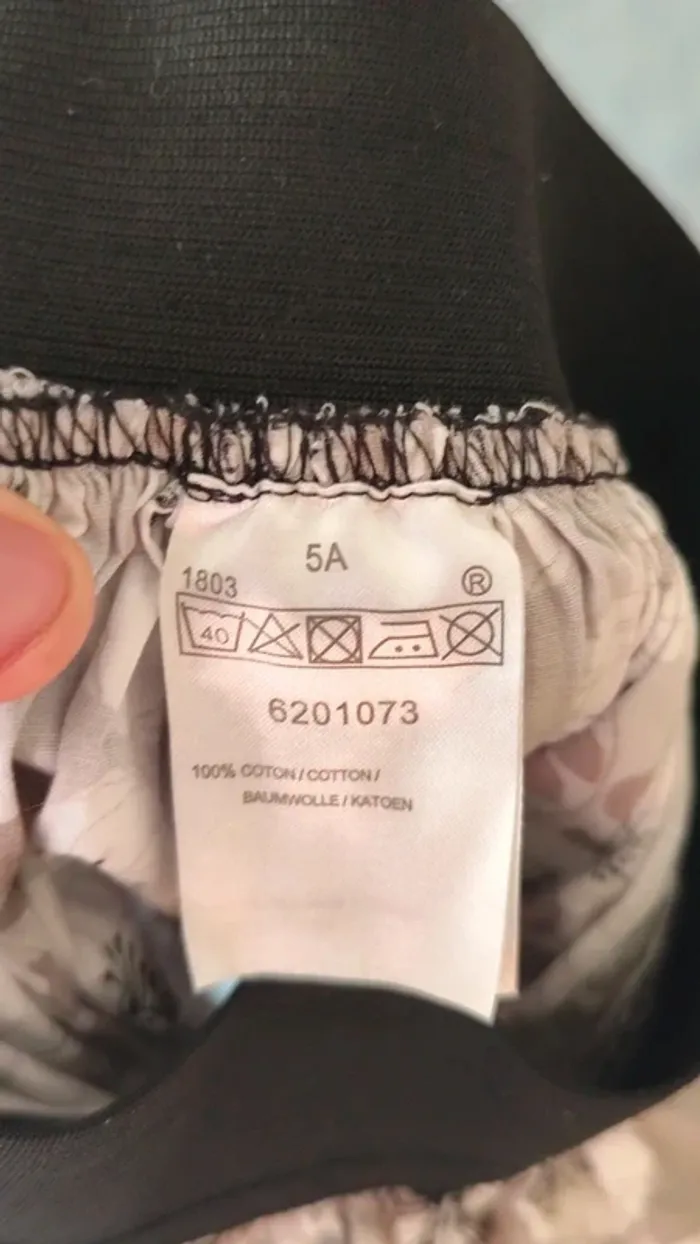 5A
1803
®
40
6201073
100% COTON / COTTON /
BAUMWOLLE / KATOEN